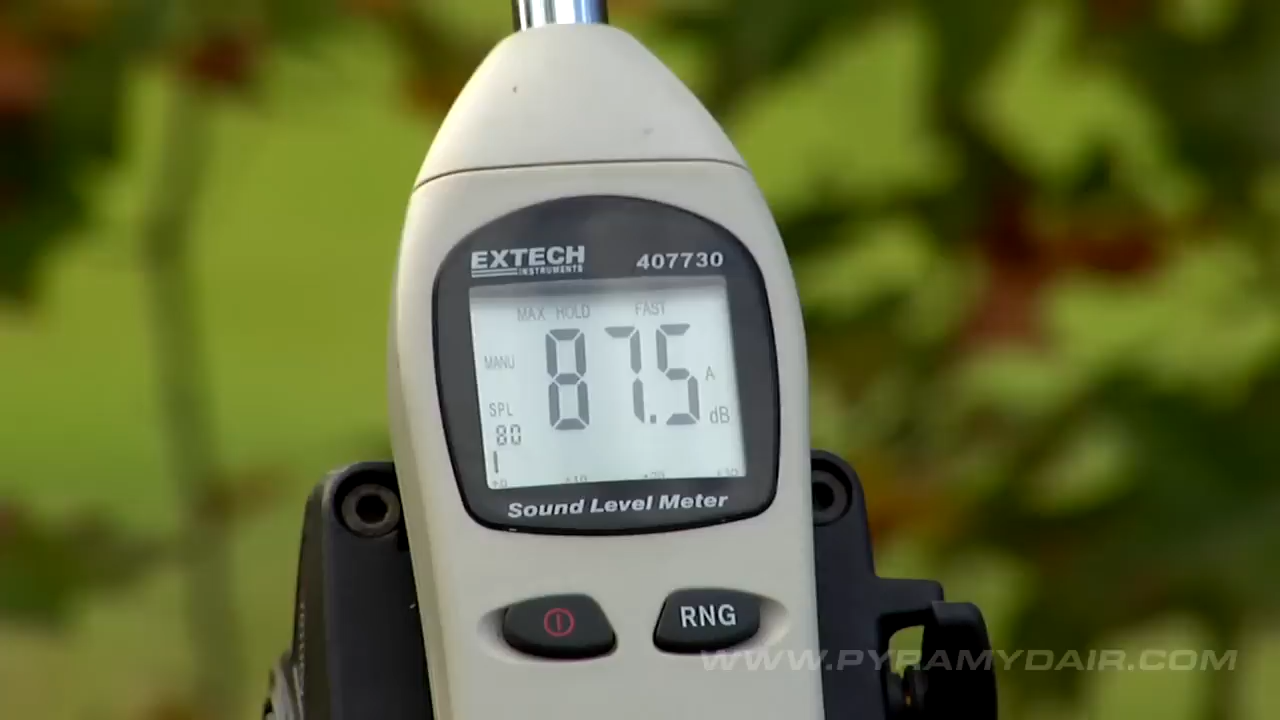 EXTECH
INSTRUMENTS
407730
MAX HOLD FAST
MANU
87.5
A
SPL
dB
80
Sound Level Meter
RNG
WWW.PYRAMYDAIR.COM